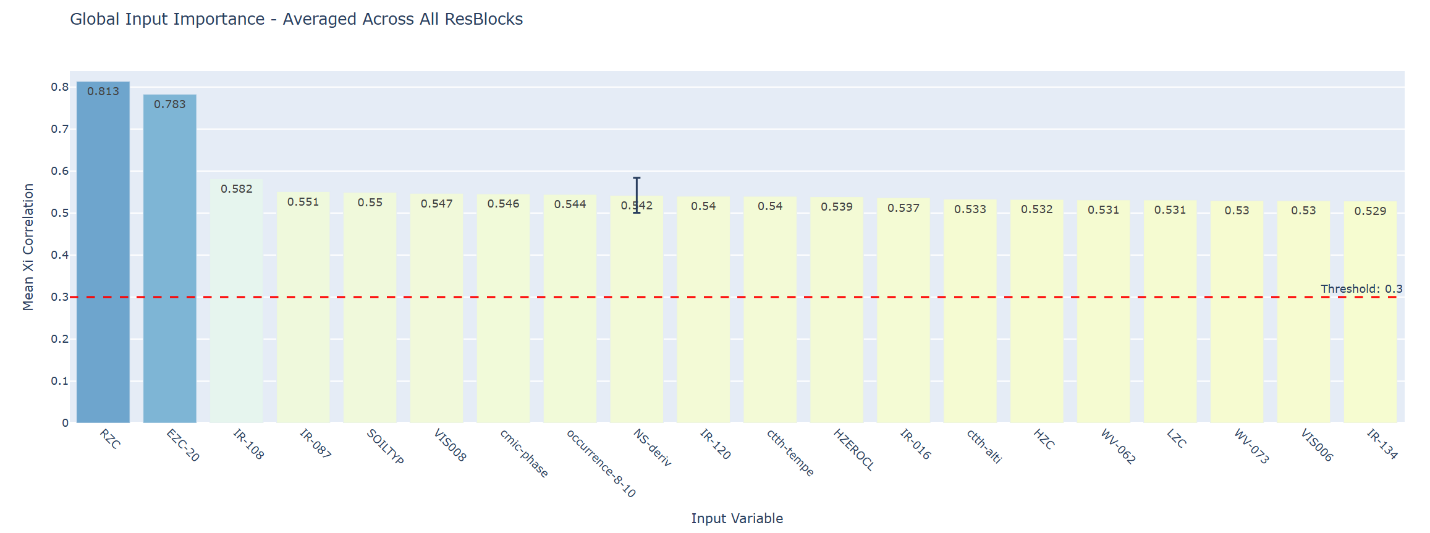 Global Input Importance - Averaged Across All ResBlocks
Mean Xi Correlation
0.8
0.7
0.6
0.5
0.4
0.3
0.2
0.1
0
0.813
0.783
0.582
0.551
0.55
0.547
0.546
0.544
0.542
0.54
0.54
0.539
0.537
0.533
0.532
0.531
0.531
0.53
0.53
0.529
Threshold: 0.3
RZC
EZC-20
IR-108
IR-087
SOILTYP
VIS008
cmic-phase
occurrence-8-10
NS-deriv
IR-120
ctth-tempe
HZEROCL
IR-016
ctth-alti
HZC
WV-062
LZC
WV-073
VIS006
IR-134
Input Variable